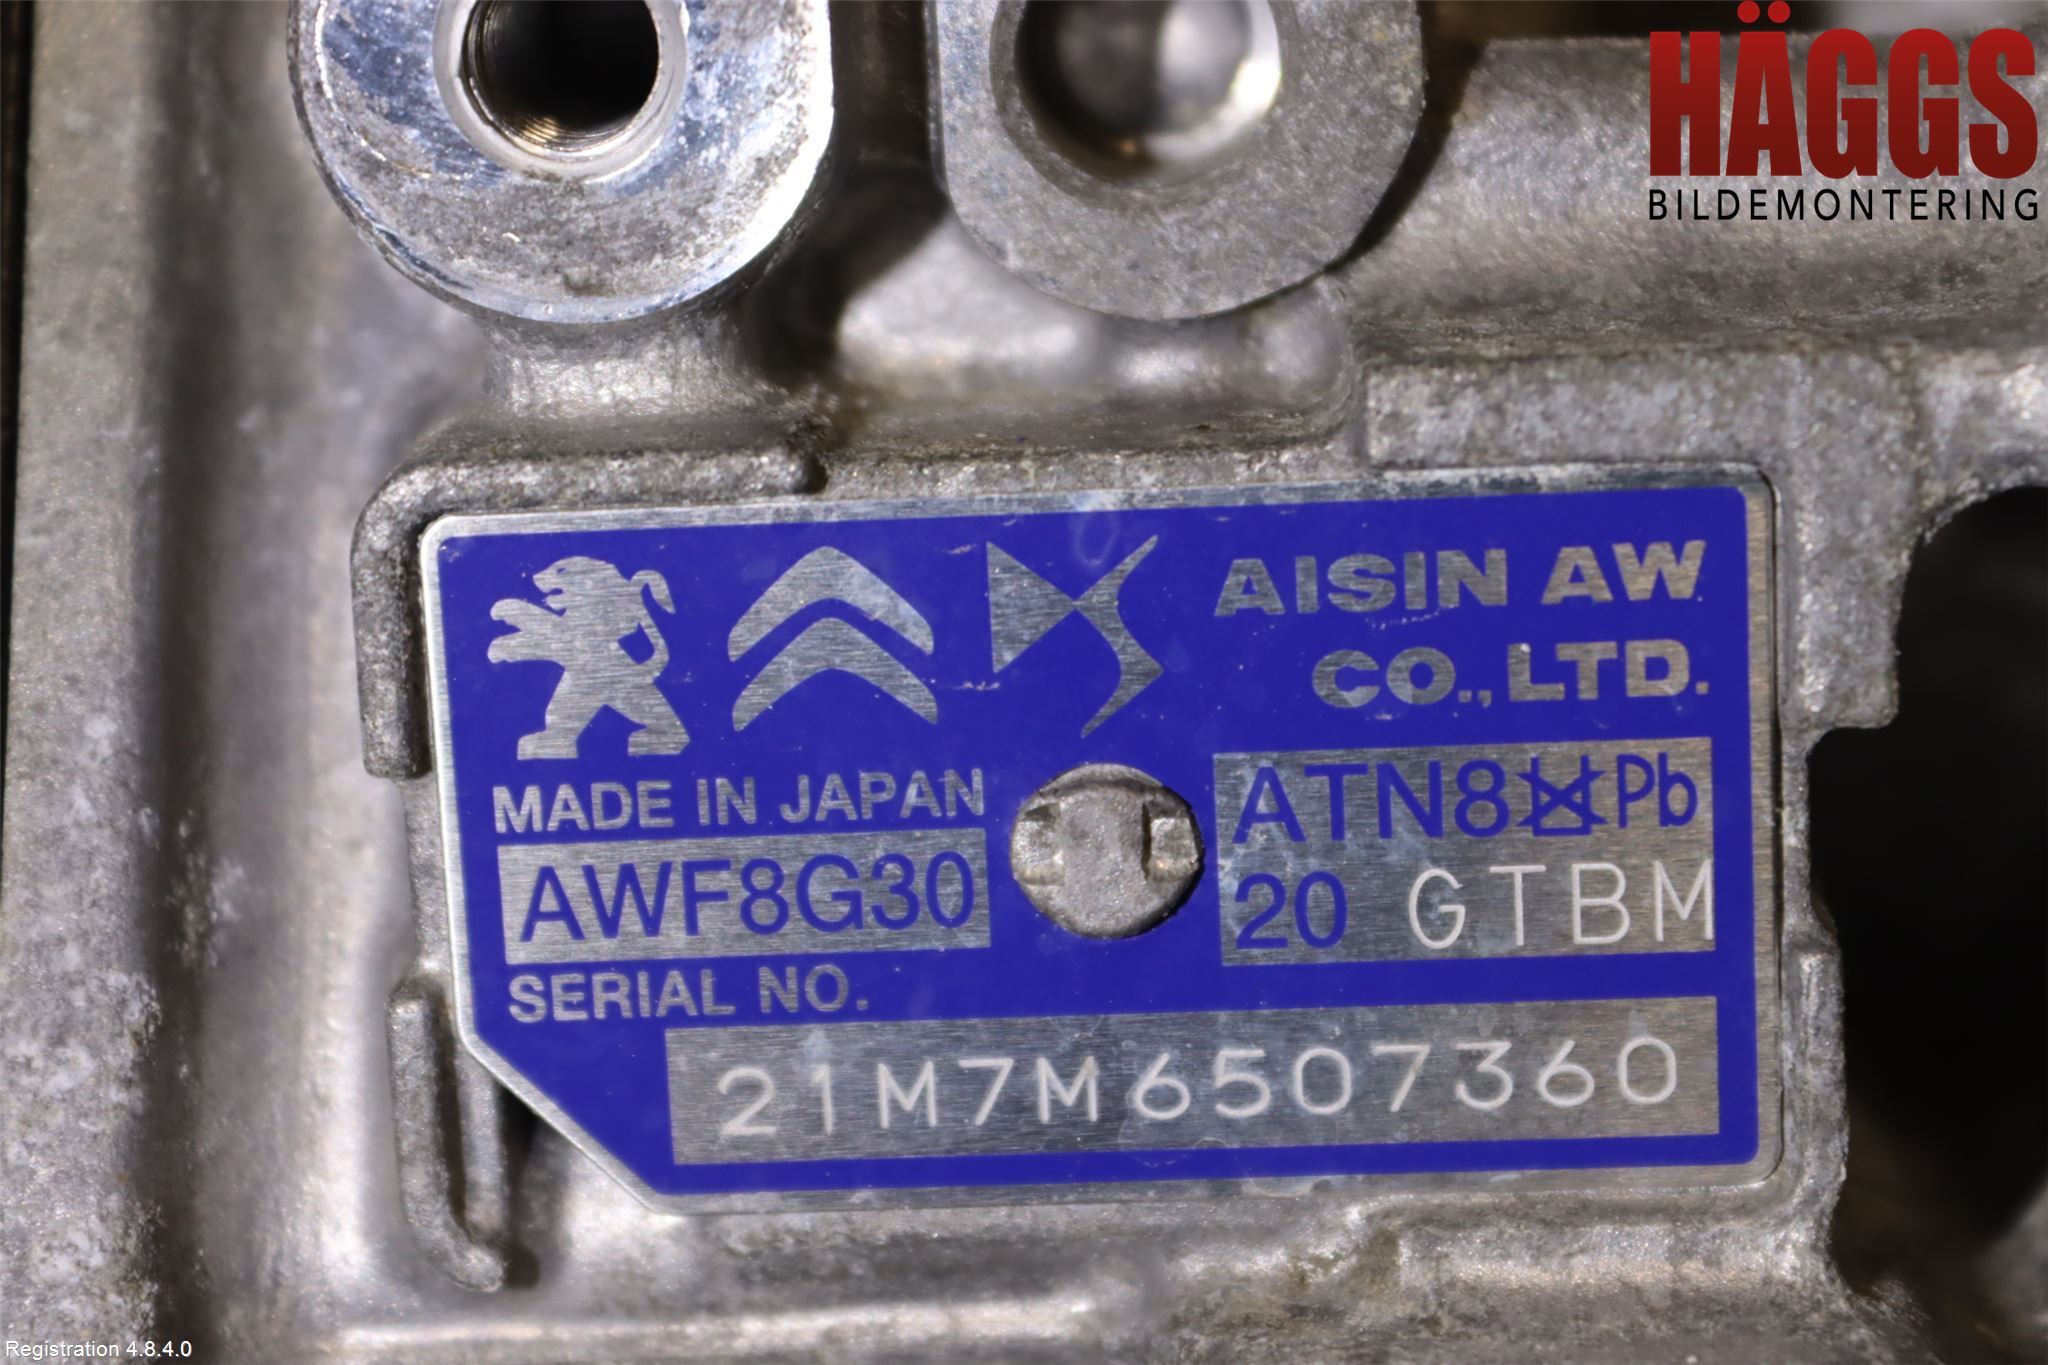 HÄGGS
BILDEMONTERING
AISIN AW
CO., LTD.
MADE IN JAPAN
ATN8 Pb
AWF8G30
20 GTBM
SERIAL NO.
21M7M6507360
Registration 4.8.4.0